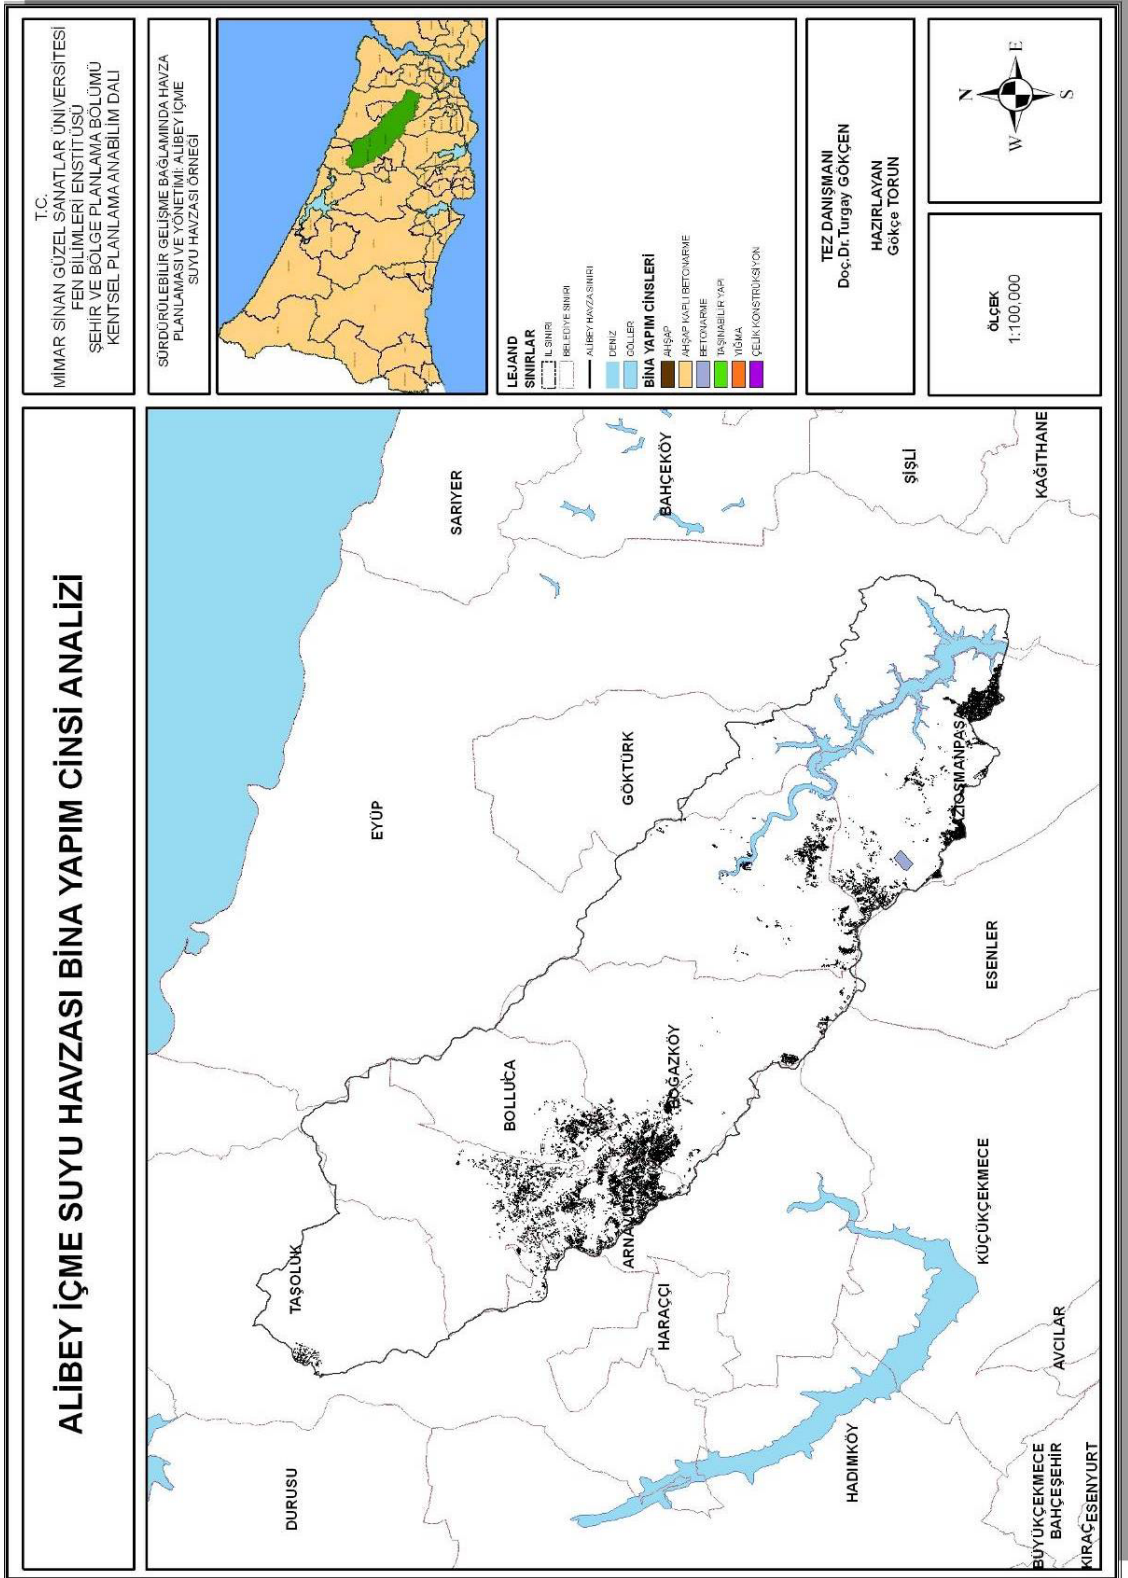 ALİBEY İÇME SUYU HAVZASI BİNA YAPIM CİNSİ ANALİZİ
T.C.
MİMAR SİNAN GÜZEL SANATLAR ÜNİVERSİTESİ
FEN BİLİMLERİ ENSTİTÜSÜ
ŞEHİR VE BÖLGE PLANLAMA BÖLÜMÜ
KENTSEL PLANLAMA ANABİLİM DALI
SÜRDÜRÜLEBİLİR GELİŞME BAĞLAMINDA HAVZA
PLANLAMASI VE YÖNETİMİ: ALİBEY İÇME
SUYU HAVZASI ÖRNEĞİ
LEJAND
SINIRLAR
İL SINIRI
BELEDİYE SINIRI
ALİBEY HAVZA SINIRI
DENİZ
GÖLLER
BİNA YAPIM CİNSLERİ
AHŞAP
AHŞAP KAPLI BETONARME
BETONARME
TAŞINABİLİR YAPI
YIĞMA
ÇELİK KONSTRÜKSİYON
TEZ DANIŞMANI
Doç.Dr.Turgay GÖKÇEN
HAZIRLAYAN
Gökçe TORUN
ÖLÇEK
1:100,000
N
W
E
S
SARIYER
BAHÇEKÖY
ŞİŞLİ
KAĞITHANE
EYÜP
GÖKTÜRK
AZİOSMANPAŞA
ESENLER
BOLLUCA
BOĞAZKÖY
TAŞOLUK
HARAÇÇI
KÜÇÜKÇEKMECE
AVCILAR
DURUSU
HADIMKÖY
BÜYÜKÇEKMECE
BAHÇEŞEHİR
KIRAÇ
ESENYURT